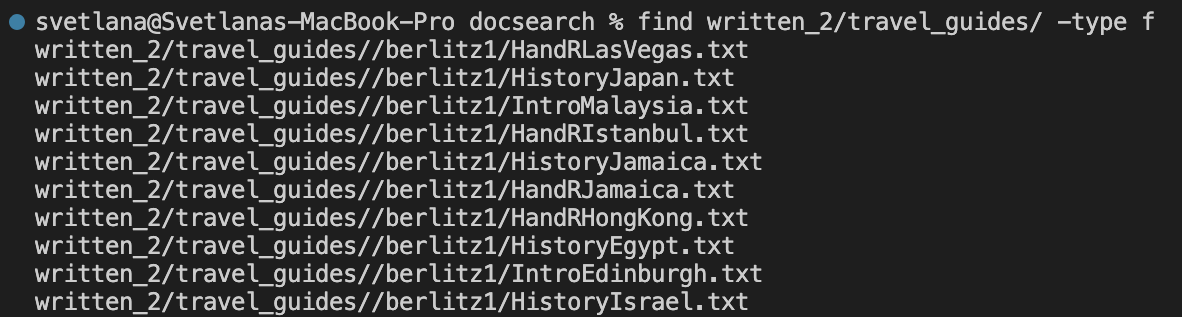 svetlana@Svetlanas-MacBook-Pro docsearch % find written_2/travel_guides/ -type f
written_2/travel_guides//berlitz1/HandRLasVegas.txt
written_2/travel_guides//berlitz1/HistoryJapan.txt
written_2/travel_guides//berlitz1/IntroMalaysia.txt
written_2/travel_guides//berlitz1/HandRIstanbul.txt
written_2/travel_guides//berlitz1/HistoryJamaica.txt
written_2/travel_guides//berlitz1/HandRJamaica.txt
written_2/travel_guides//berlitz1/HandRHongKong.txt
written_2/travel_guides//berlitz1/HistoryEgypt.txt
written_2/travel_guides//berlitz1/IntroEdinburgh.txt
written_2/travel_guides//berlitz1/HistoryIsrael.txt